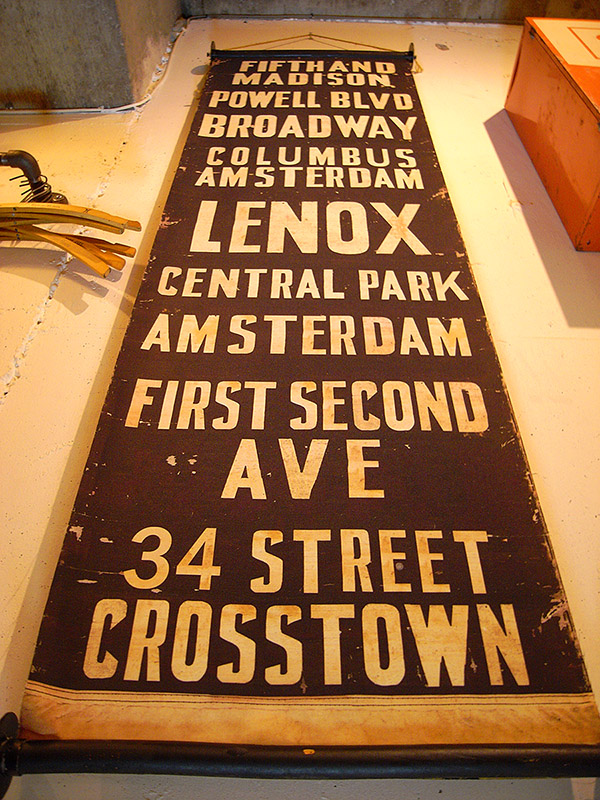 FIFTH AND
MADISON
POWELL BLVD
BROADWAY
COLUMBUS
AMSTERDAM
LENOX
CENTRAL PARK
AMSTERDAM
FIRST SECOND
AVE
34 STREET
CROSSTOWN